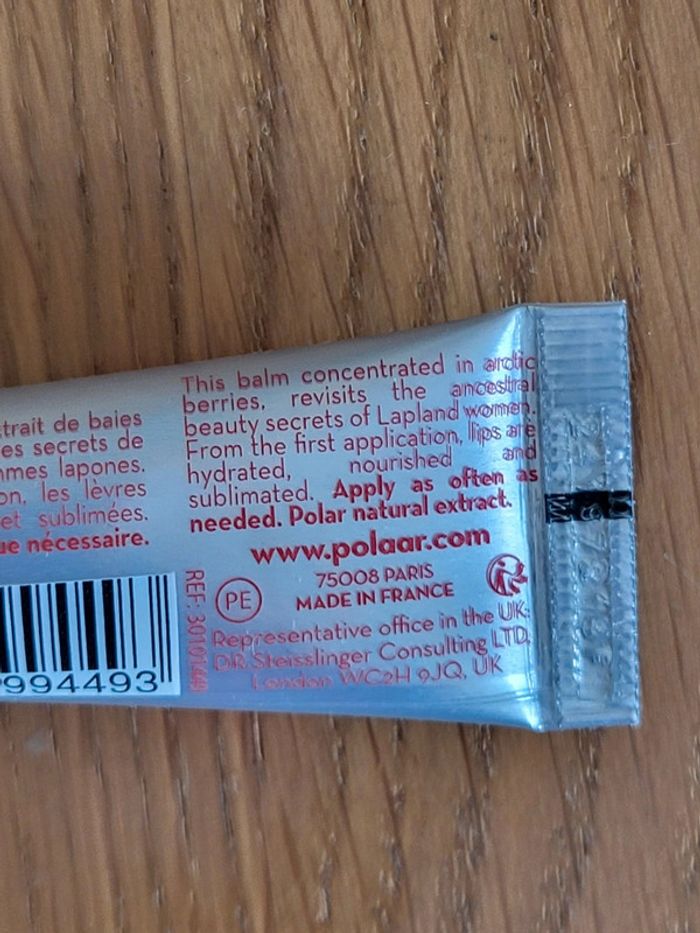 trait de baies
es secrets de
mmes lapones.
on, les lèvres
et sublimées.
ue nécessaire.
994493
This balm concentrated in arctic
berries, revisits the ancestral
beauty secrets of Lapland women.
From the first application, lips are
hydrated, nourished and
sublimated. Apply as often as
needed. Polar natural extract.
www.polaar.com
75008 PARIS
MADE IN FRANCE
PE
REF: 
Representative office in the UK:
DR Steisslinger Consulting LTD,
London WC2H 9JQ, UK